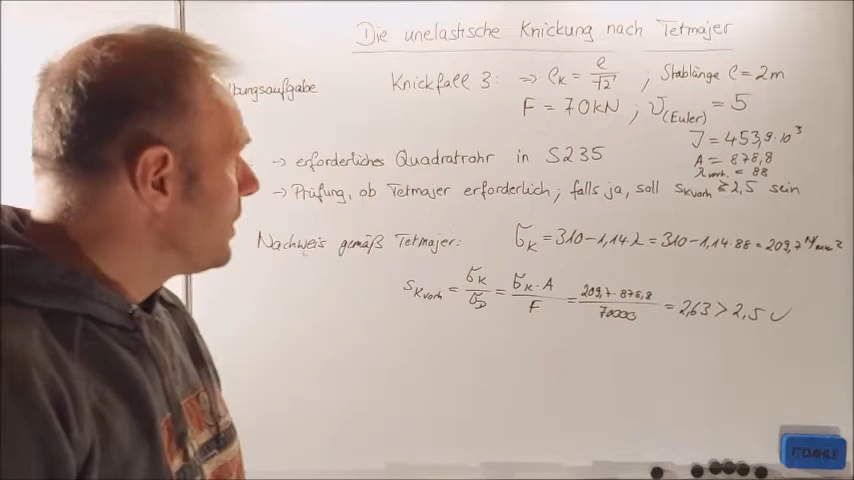 Die unelastische Knickung nach Tetmajer
bungsaufgabe Knickfall 3: => lK = l/√2 ; Stablänge l = 2m
F = 70kN ; ν(Euler) = 5
J = 453,9·10³
A = 878,8
λvorh. = 88
-> erforderliches Quadratrohr in S235
-> Prüfung, ob Tetmajer erforderlich; falls ja, soll sKvorh ≥ 2,5 sein
Nachweis gemäß Tetmajer: σK = 310-1,14·λ = 310-1,14·88 = 209,7 N/mm²
sKvorh = σK/σD = σK·A/F = 209,7·878,8/70000 = 2,63 > 2,5 ✓
DAHLE